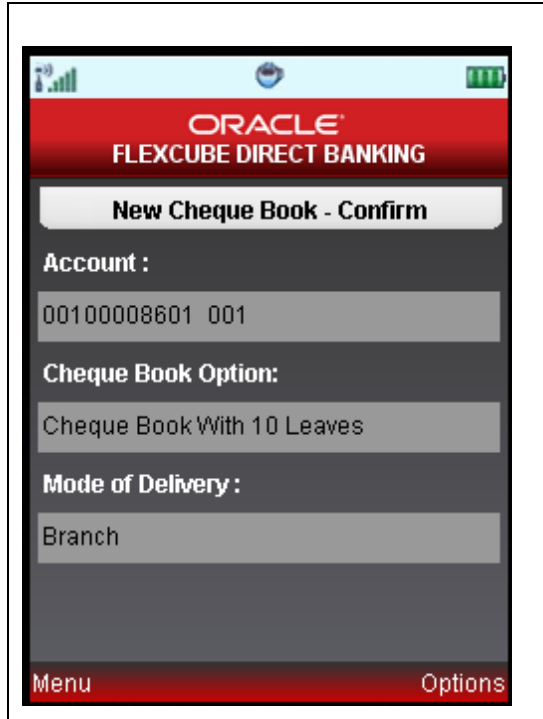 ORACLE®
FLEXCUBE DIRECT BANKING
New Cheque Book - Confirm
Account :
00100008601 001
Cheque Book Option:
Cheque Book With 10 Leaves
Mode of Delivery :
Branch
Menu Options